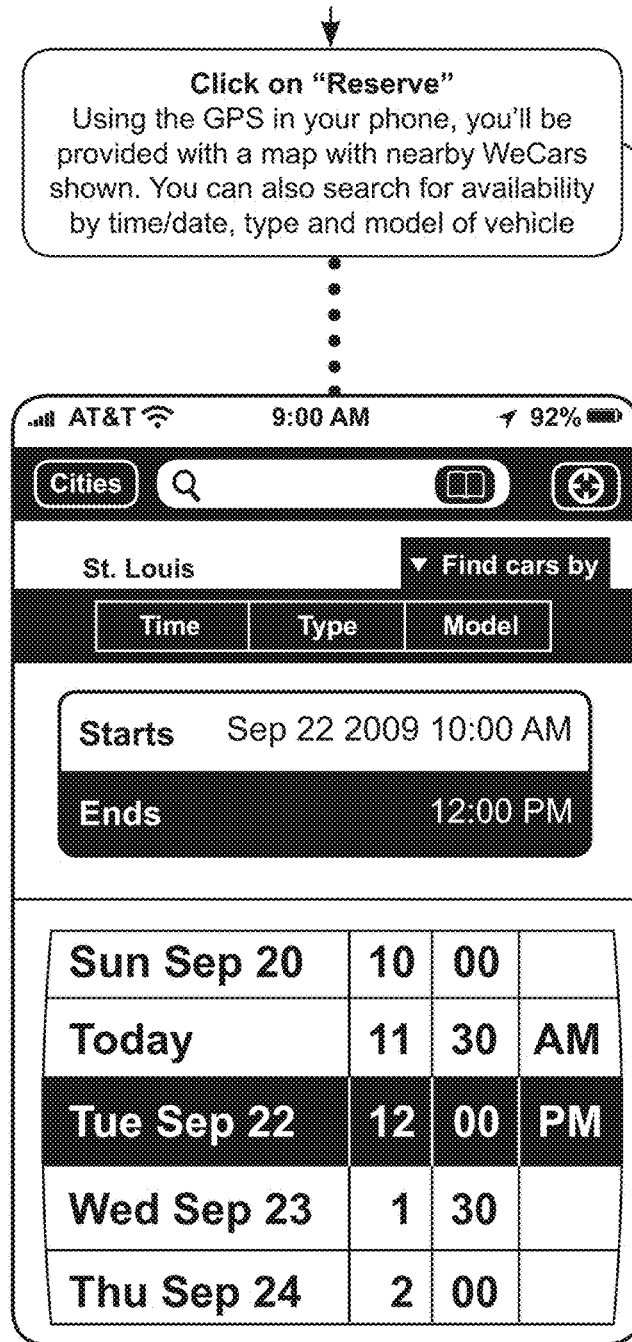 Click on “Reserve”
Using the GPS in your phone, you’ll be
provided with a map with nearby WeCars
shown. You can also search for availability
by time/date, type and model of vehicle
AT&T 9:00 AM 92%
Cities
St. Louis ▼ Find cars by
Time Type Model
Starts Sep 22 2009 10:00 AM
Ends 12:00 PM
Sun Sep 20 10 00
Today 11 30 AM
Tue Sep 22 12 00 PM
Wed Sep 23 1 30
Thu Sep 24 2 00